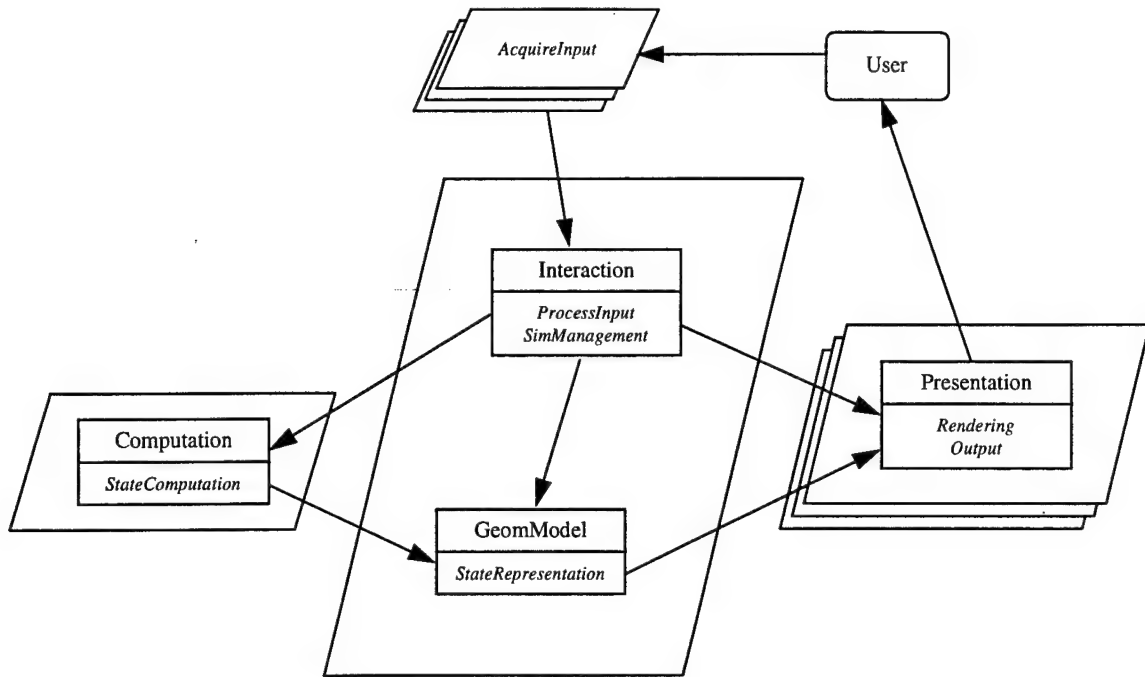 AcquireInput
User
Interaction
ProcessInput
SimManagement
Presentation
Rendering
Output
Computation
StateComputation
GeomModel
StateRepresentation